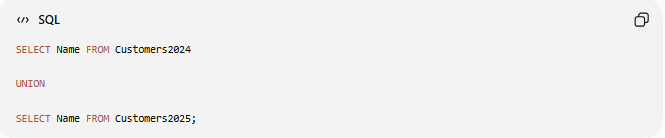 SQL
SELECT Name FROM Customers2024
UNION
SELECT Name FROM Customers2025;